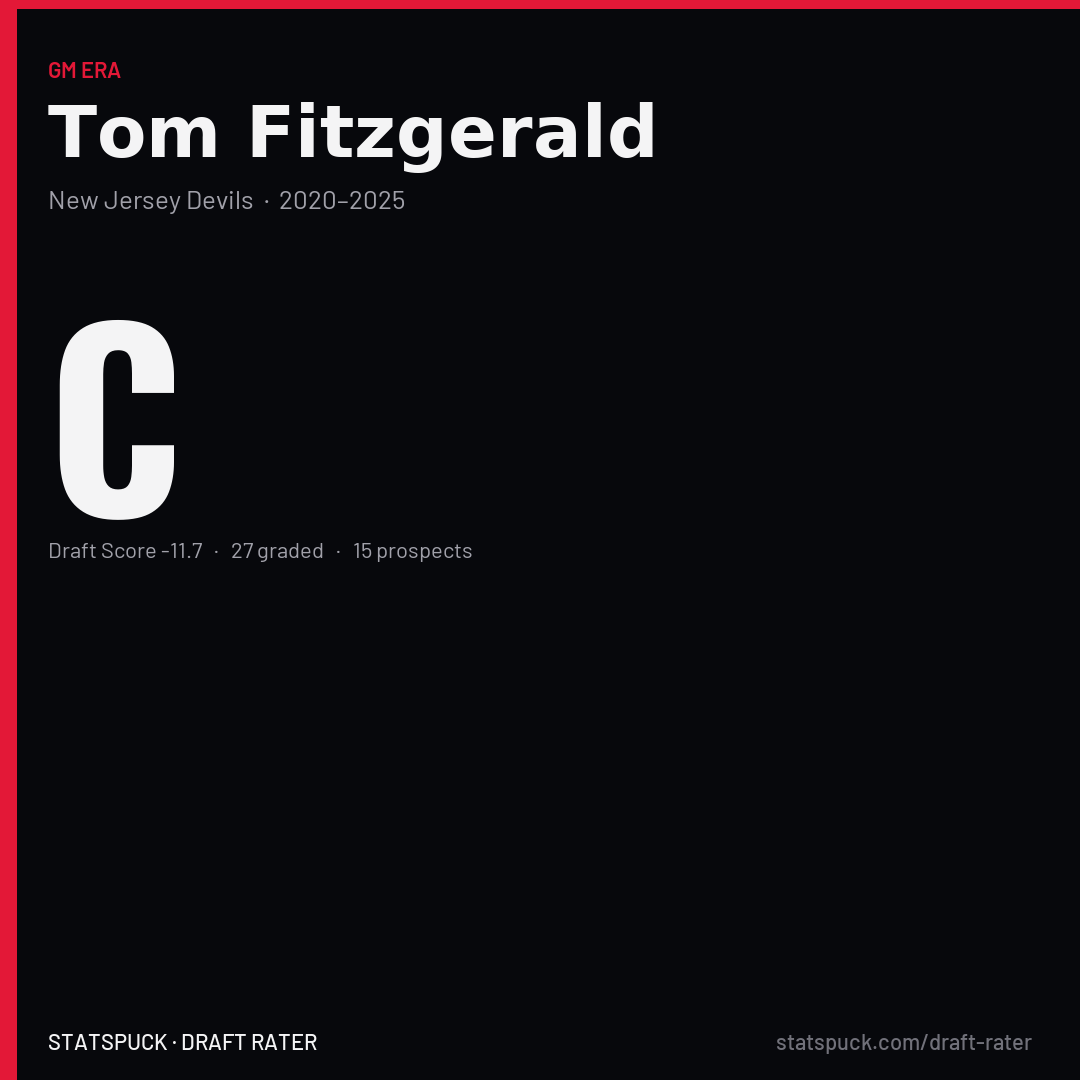 GM ERA
Tom Fitzgerald
New Jersey Devils · 2020–2025
C
Draft Score -11.7 · 27 graded · 15 prospects
STATSPUCK · DRAFT RATER
statspuck.com/draft-rater